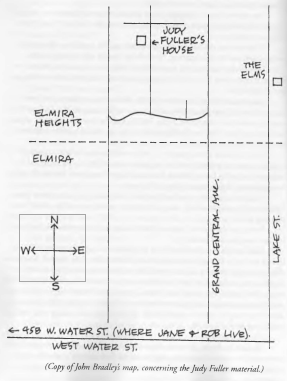 JUDY
← FULLER'S
HOUSE
THE
ELMS
ELMIRA
HEIGHTS
ELMIRA
N
W E
S
GRAND CENTRAL AVE.
LAKE ST.
← 958 W. WATER ST. (WHERE JANE & ROB LIVE).
WEST WATER ST.
(Copy of John Bradley's map, concerning the Judy Fuller material.)